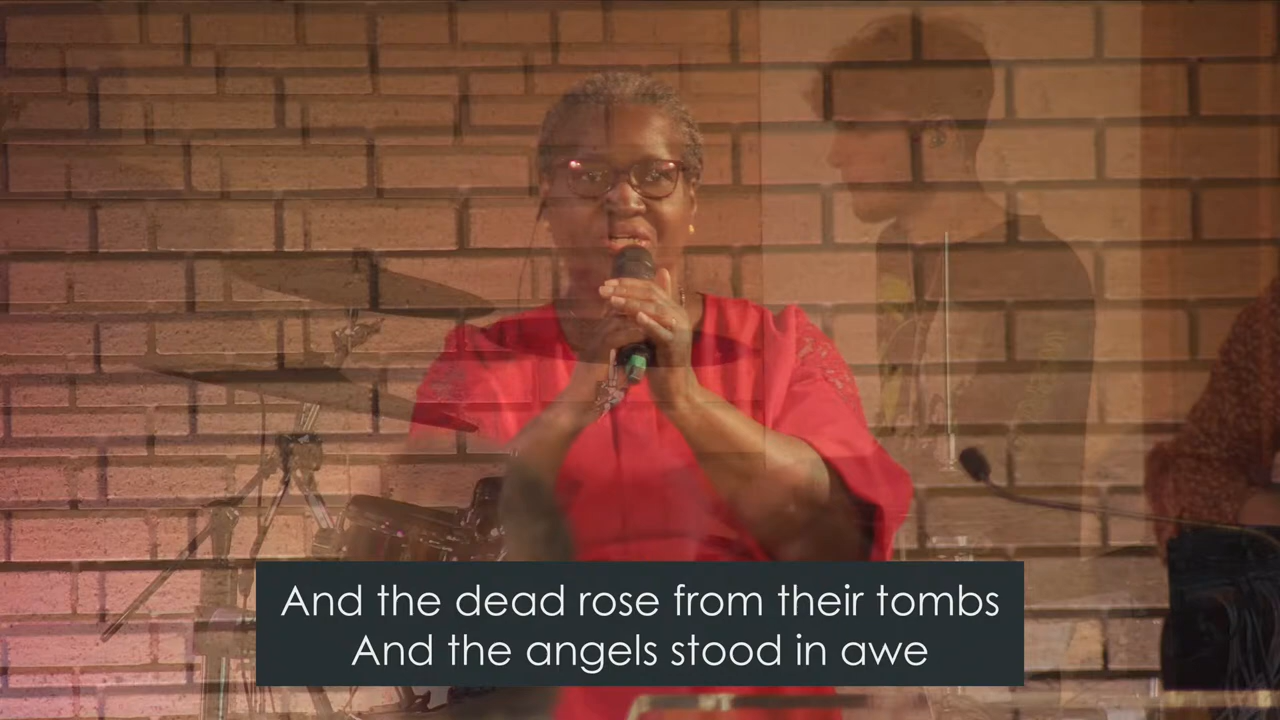 And the dead rose from their tombs
And the angels stood in awe